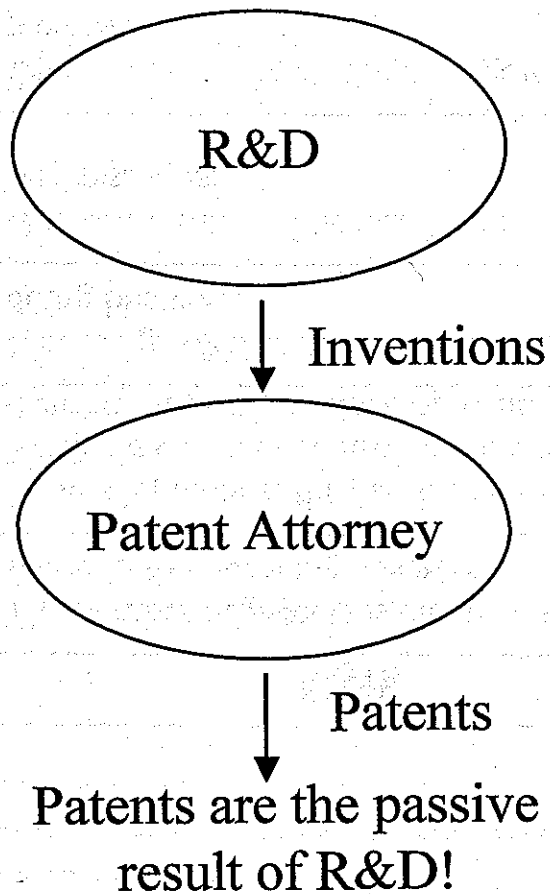 R&D
Inventions
Patent Attorney
Patents
Patents are the passive
result of R&D!